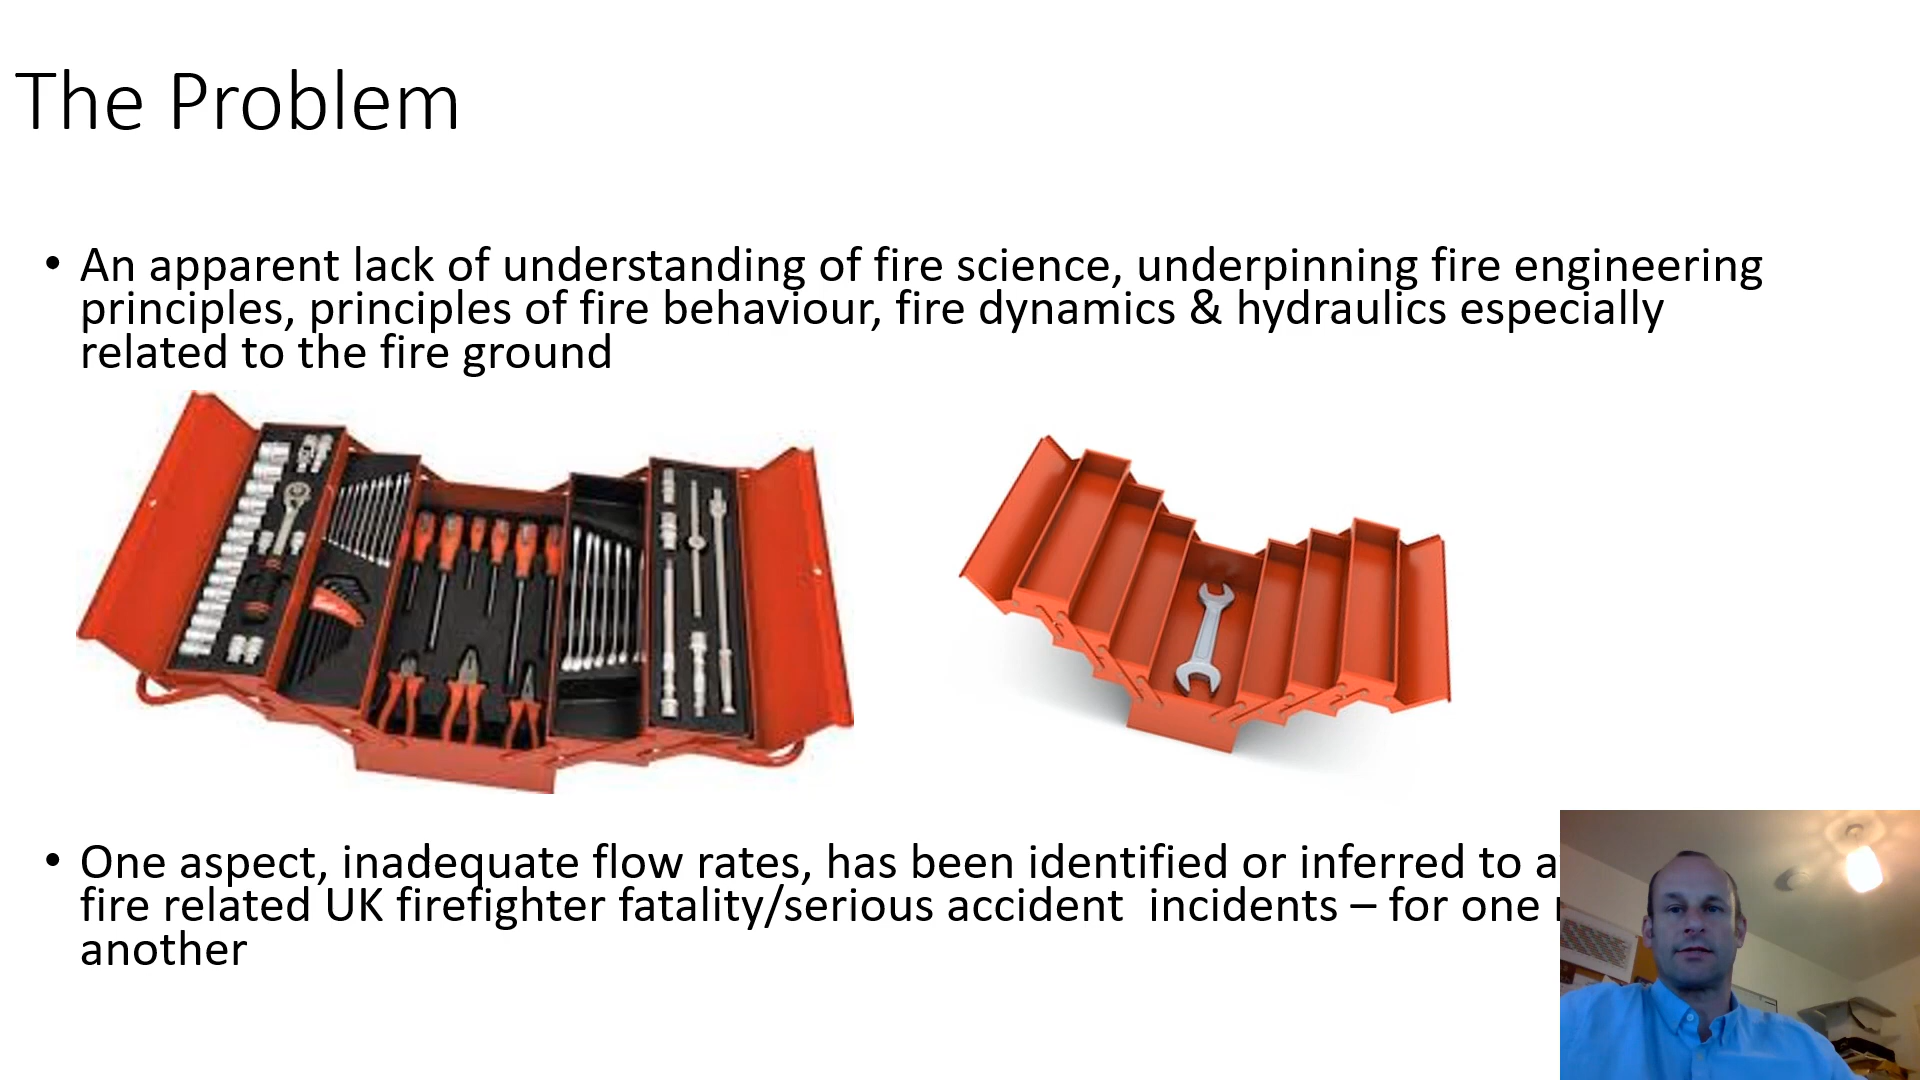 The Problem
• An apparent lack of understanding of fire science, underpinning fire engineering
principles, principles of fire behaviour, fire dynamics & hydraulics especially
related to the fire ground
• One aspect, inadequate flow rates, has been identified or inferred to a
fire related UK firefighter fatality/serious accident  incidents – for one
another